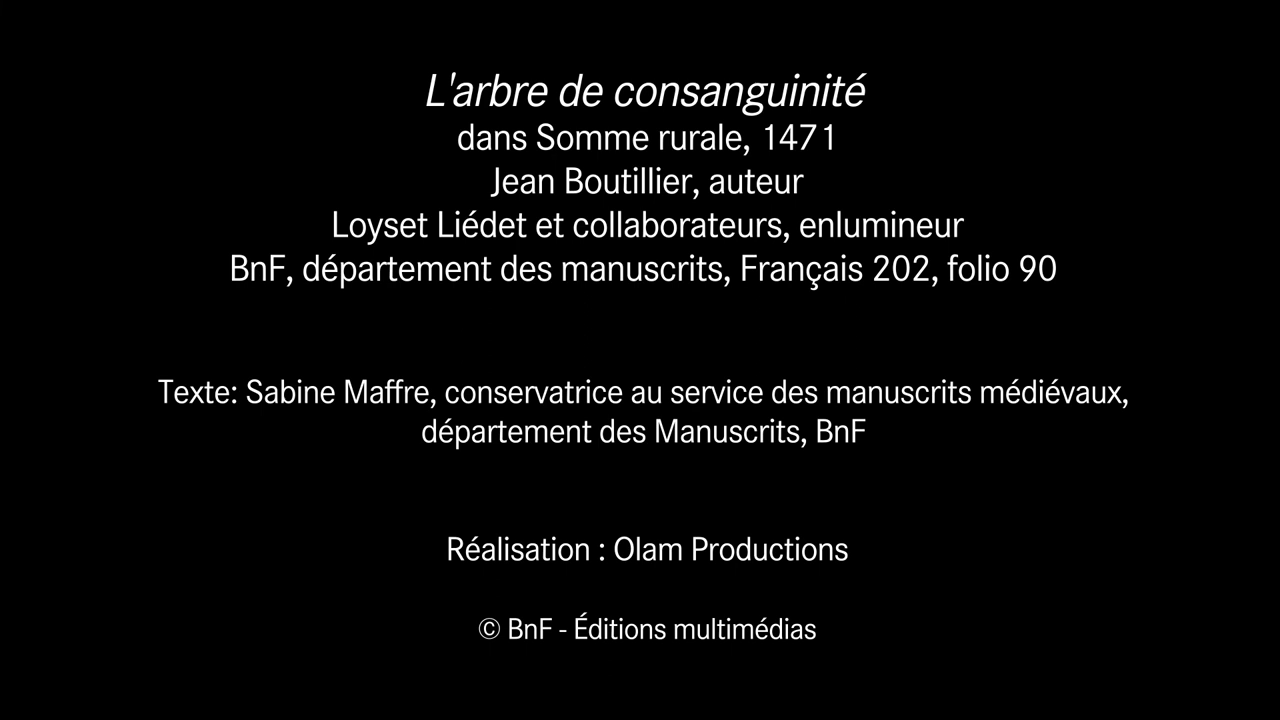 L'arbre de consanguinité
dans Somme rurale, 1471
Jean Boutillier, auteur
Loyset Liédet et collaborateurs, enlumineur
BnF, département des manuscrits, Français 202, folio 90
Texte: Sabine Maffre, conservatrice au service des manuscrits médiévaux,
département des Manuscrits, BnF
Réalisation : Olam Productions
© BnF - Éditions multimédias